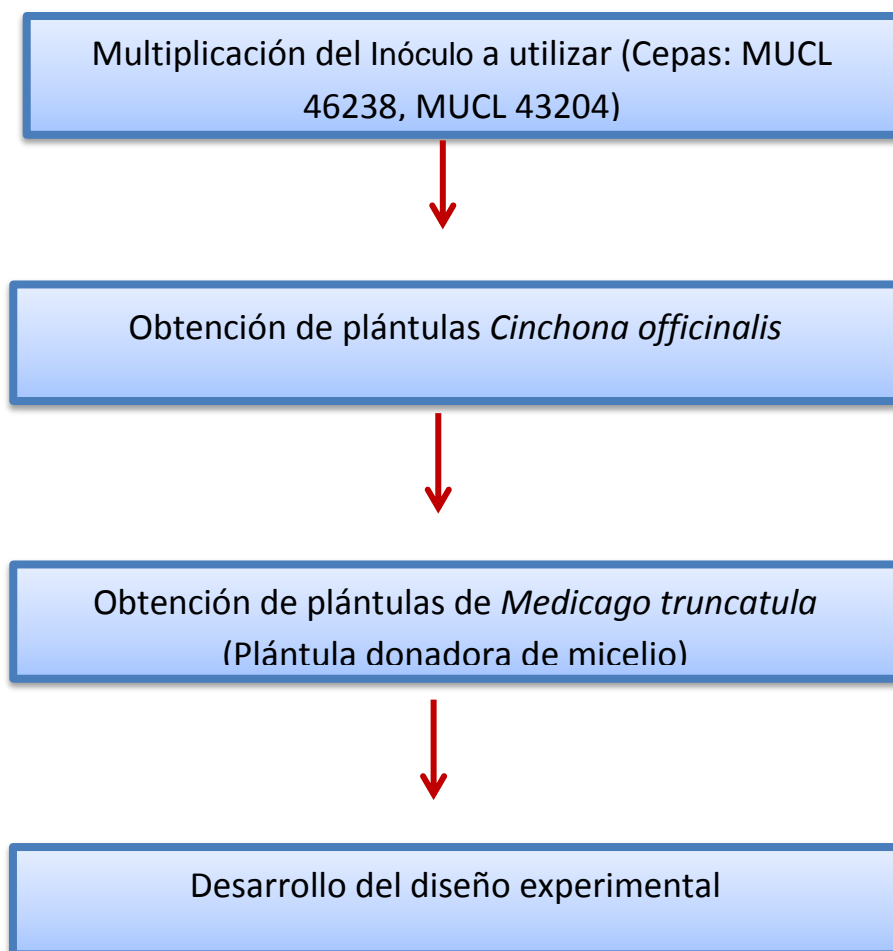 Multiplicación del Inóculo a utilizar (Cepas: MUCL
46238, MUCL 43204)
Obtención de plántulas Cinchona officinalis
Obtención de plántulas de Medicago truncatula
(Plántula donadora de micelio)
Desarrollo del diseño experimental